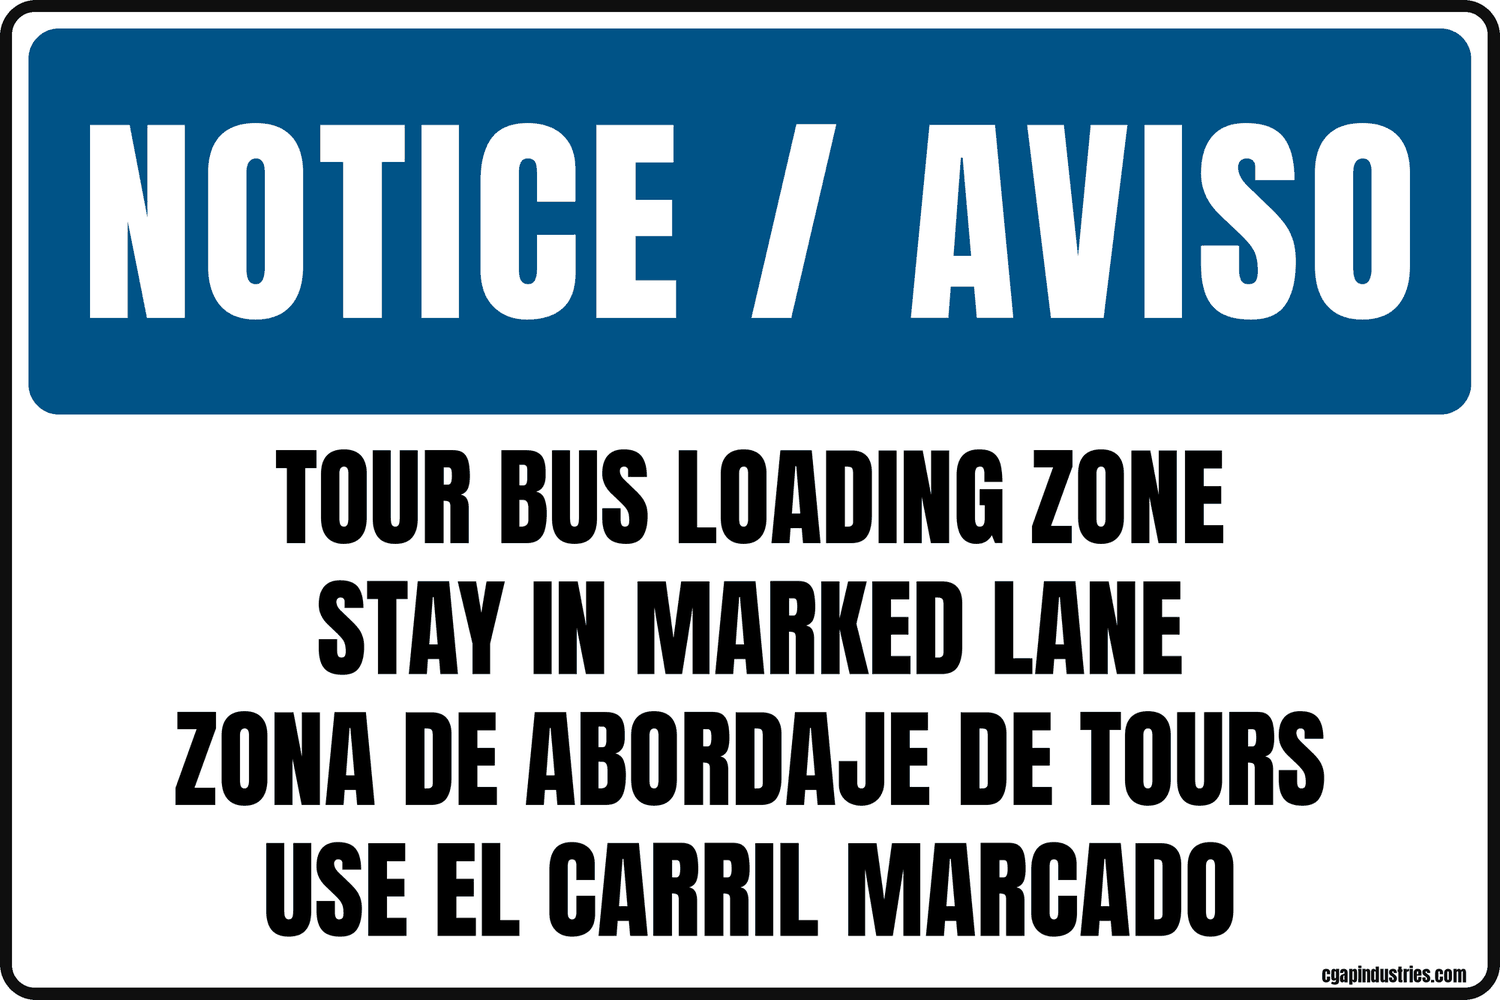 NOTICE / AVISO
TOUR BUS LOADING ZONE
STAY IN MARKED LANE
ZONA DE ABORDAJE DE TOURS
USE EL CARRIL MARCADO
cgapindustries.com